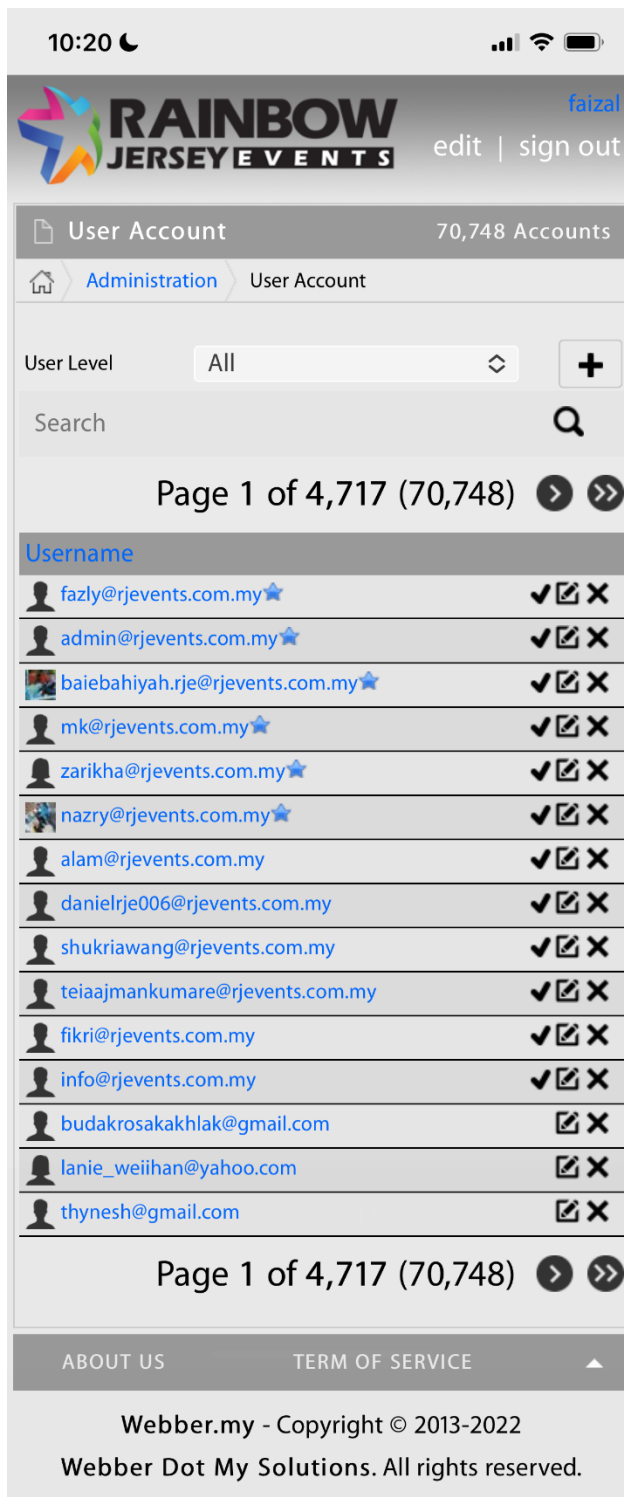 10:20
RAINBOW
JERSEY EVENTS
faizal
edit | sign out
User Account 70,748 Accounts
Administration User Account
User Level All
Search
Page 1 of 4,717 (70,748)
Username
fazly@rjevents.com.my
admin@rjevents.com.my
baiebahiyah.rje@rjevents.com.my
mk@rjevents.com.my
zarikha@rjevents.com.my
nazry@rjevents.com.my
alam@rjevents.com.my
danielrje006@rjevents.com.my
shukriawang@rjevents.com.my
teiaajmankumare@rjevents.com.my
fikri@rjevents.com.my
info@rjevents.com.my
budakrosakakhlak@gmail.com
lanie_weiihan@yahoo.com
thynesh@gmail.com
Page 1 of 4,717 (70,748)
ABOUT US TERM OF SERVICE
Webber.my - Copyright © 2013-2022
Webber Dot My Solutions. All rights reserved.